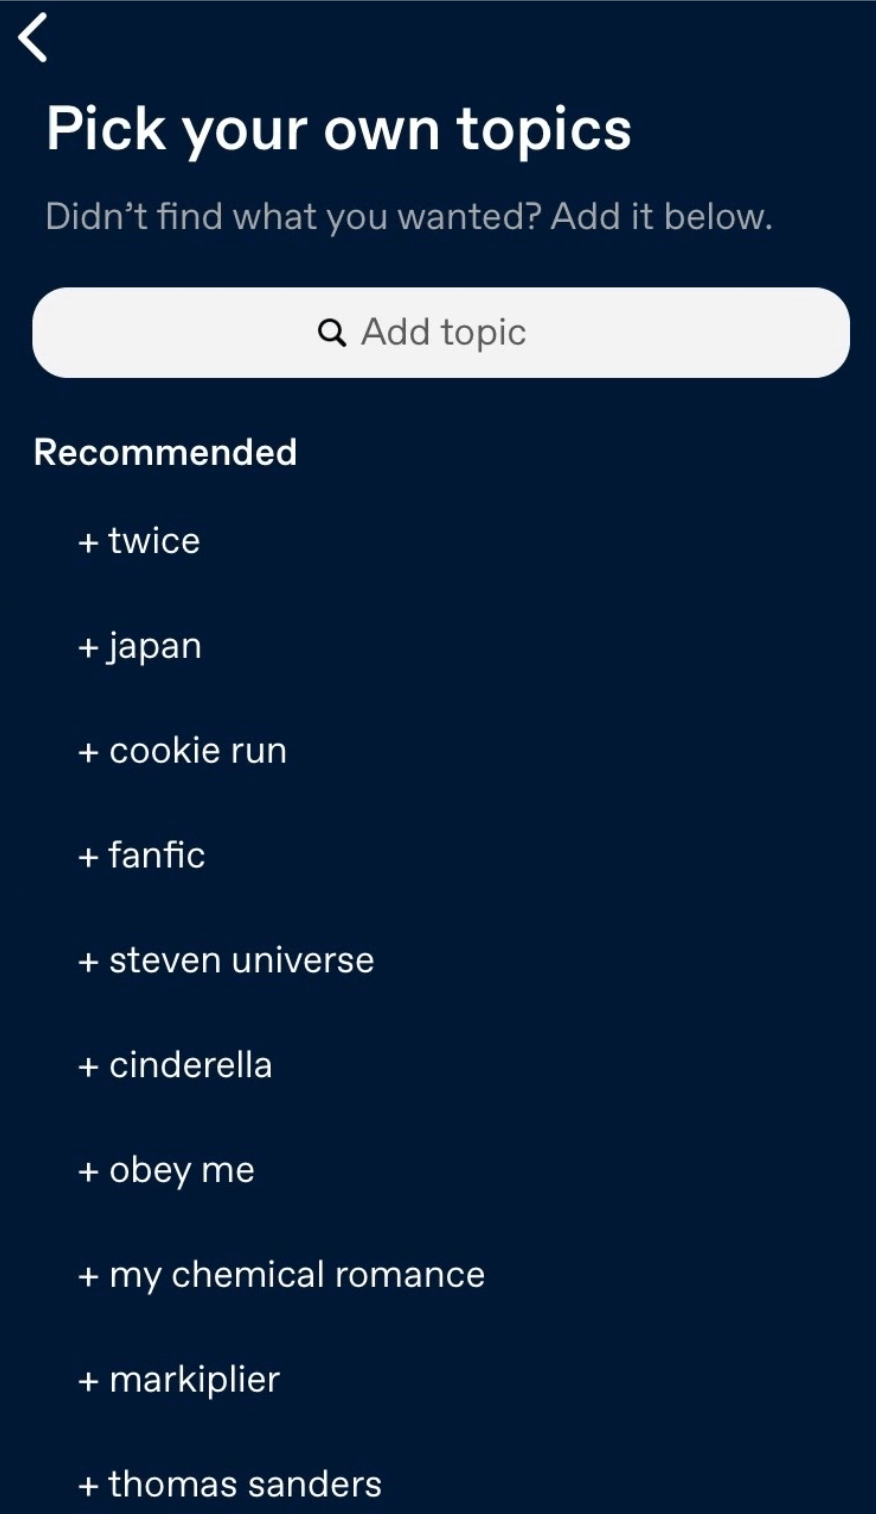 Pick your own topics
Didn’t find what you wanted? Add it below.
Add topic
Recommended
+ twice
+ japan
+ cookie run
+ fanfic
+ steven universe
+ cinderella
+ obey me
+ my chemical romance
+ markiplier
+ thomas sanders